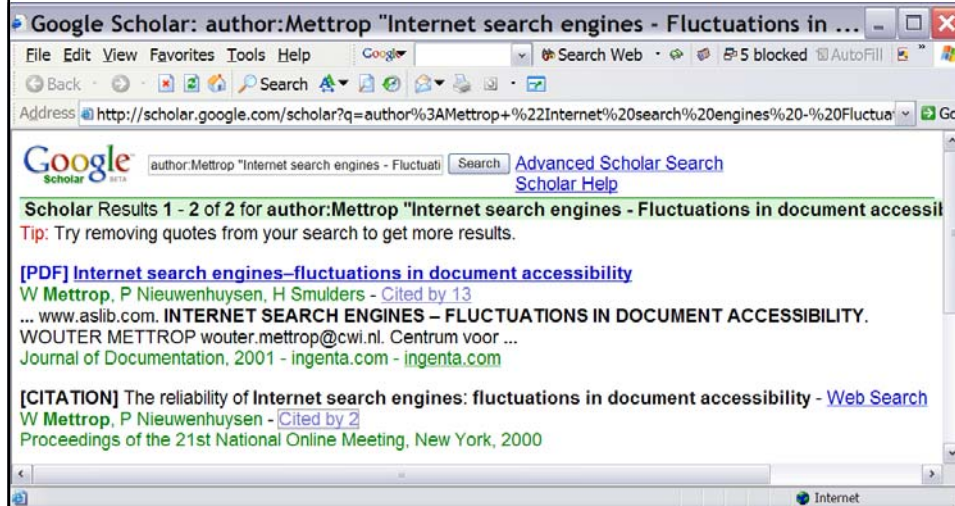 Google Scholar: author:Mettrop "Internet search engines - Fluctuations in ...
File Edit View Favorites Tools Help Google Search Web 5 blocked AutoFill
Back Search
Address http://scholar.google.com/scholar?q=author%3AMettrop+%22Internet%20search%20engines%20-%20Fluctua Go
Google Scholar BETA author:Mettrop "Internet search engines - Fluctuati Search Advanced Scholar Search
Scholar Help
Scholar Results 1 - 2 of 2 for author:Mettrop "Internet search engines - Fluctuations in document accessib
Tip: Try removing quotes from your search to get more results.
[PDF] Internet search engines–fluctuations in document accessibility
W Mettrop, P Nieuwenhuysen, H Smulders - Cited by 13
... www.aslib.com. INTERNET SEARCH ENGINES – FLUCTUATIONS IN DOCUMENT ACCESSIBILITY.
WOUTER METTROP wouter.mettrop@cwi.nl. Centrum voor ...
Journal of Documentation, 2001 - ingenta.com - ingenta.com
[CITATION] The reliability of Internet search engines: fluctuations in document accessibility - Web Search
W Mettrop, P Nieuwenhuysen - Cited by 2
Proceedings of the 21st National Online Meeting, New York, 2000
Internet